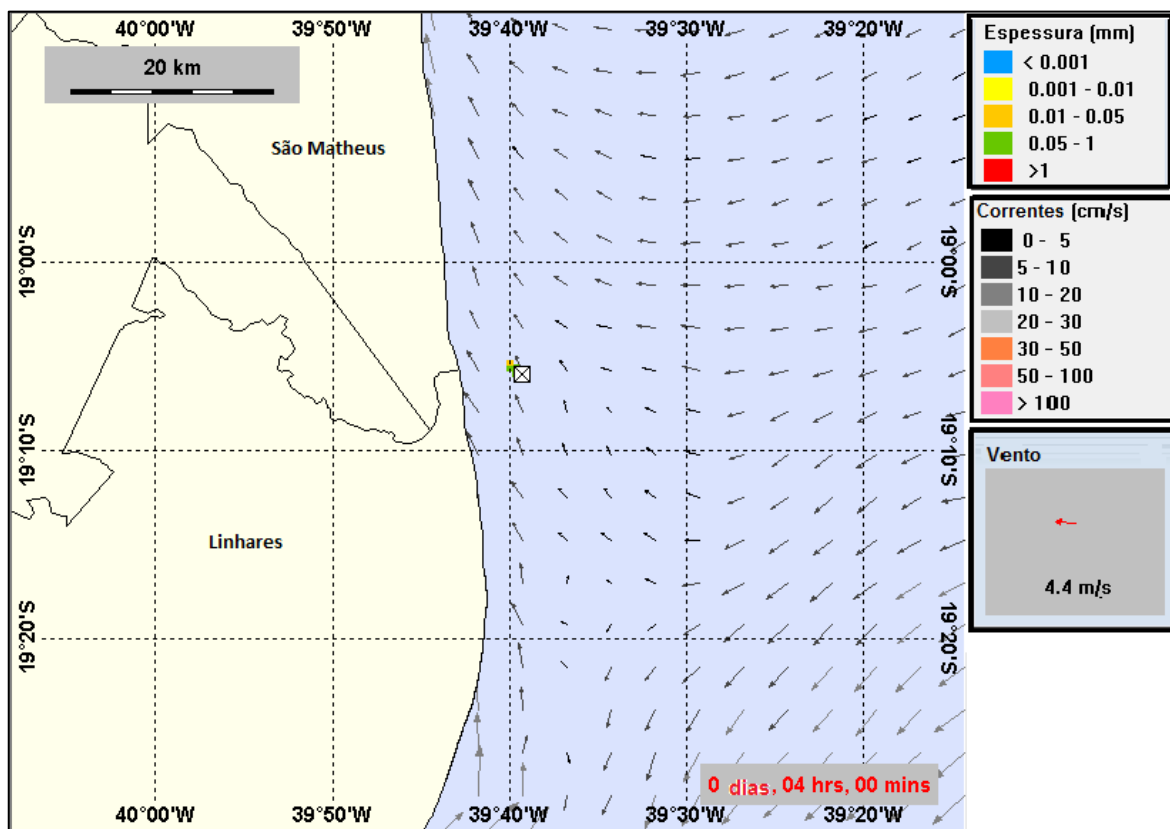 40°00'W 39°50'W 39°40'W 39°30'W 39°20'W
20 km
São Matheus
19°00'S
19°00'S
19°10'S
19°10'S
Linhares
19°20'S
19°20'S
0 dias, 04 hrs, 00 mins
40°00'W 39°50'W 39°40'W 39°30'W 39°20'W
Espessura (mm)
< 0.001
0.001 - 0.01
0.01 - 0.05
0.05 - 1
>1
Correntes (cm/s)
0 - 5
5 - 10
10 - 20
20 - 30
30 - 50
50 - 100
> 100
Vento
4.4 m/s